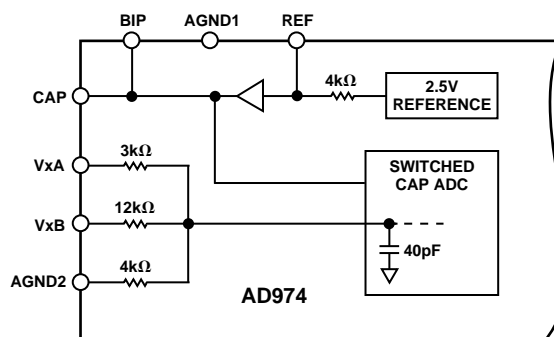 BIP
AGND1
REF
CAP
4kΩ
2.5V
REFERENCE
VxA
3kΩ
SWITCHED
CAP ADC
VxB
12kΩ
40pF
AGND2
4kΩ
AD974